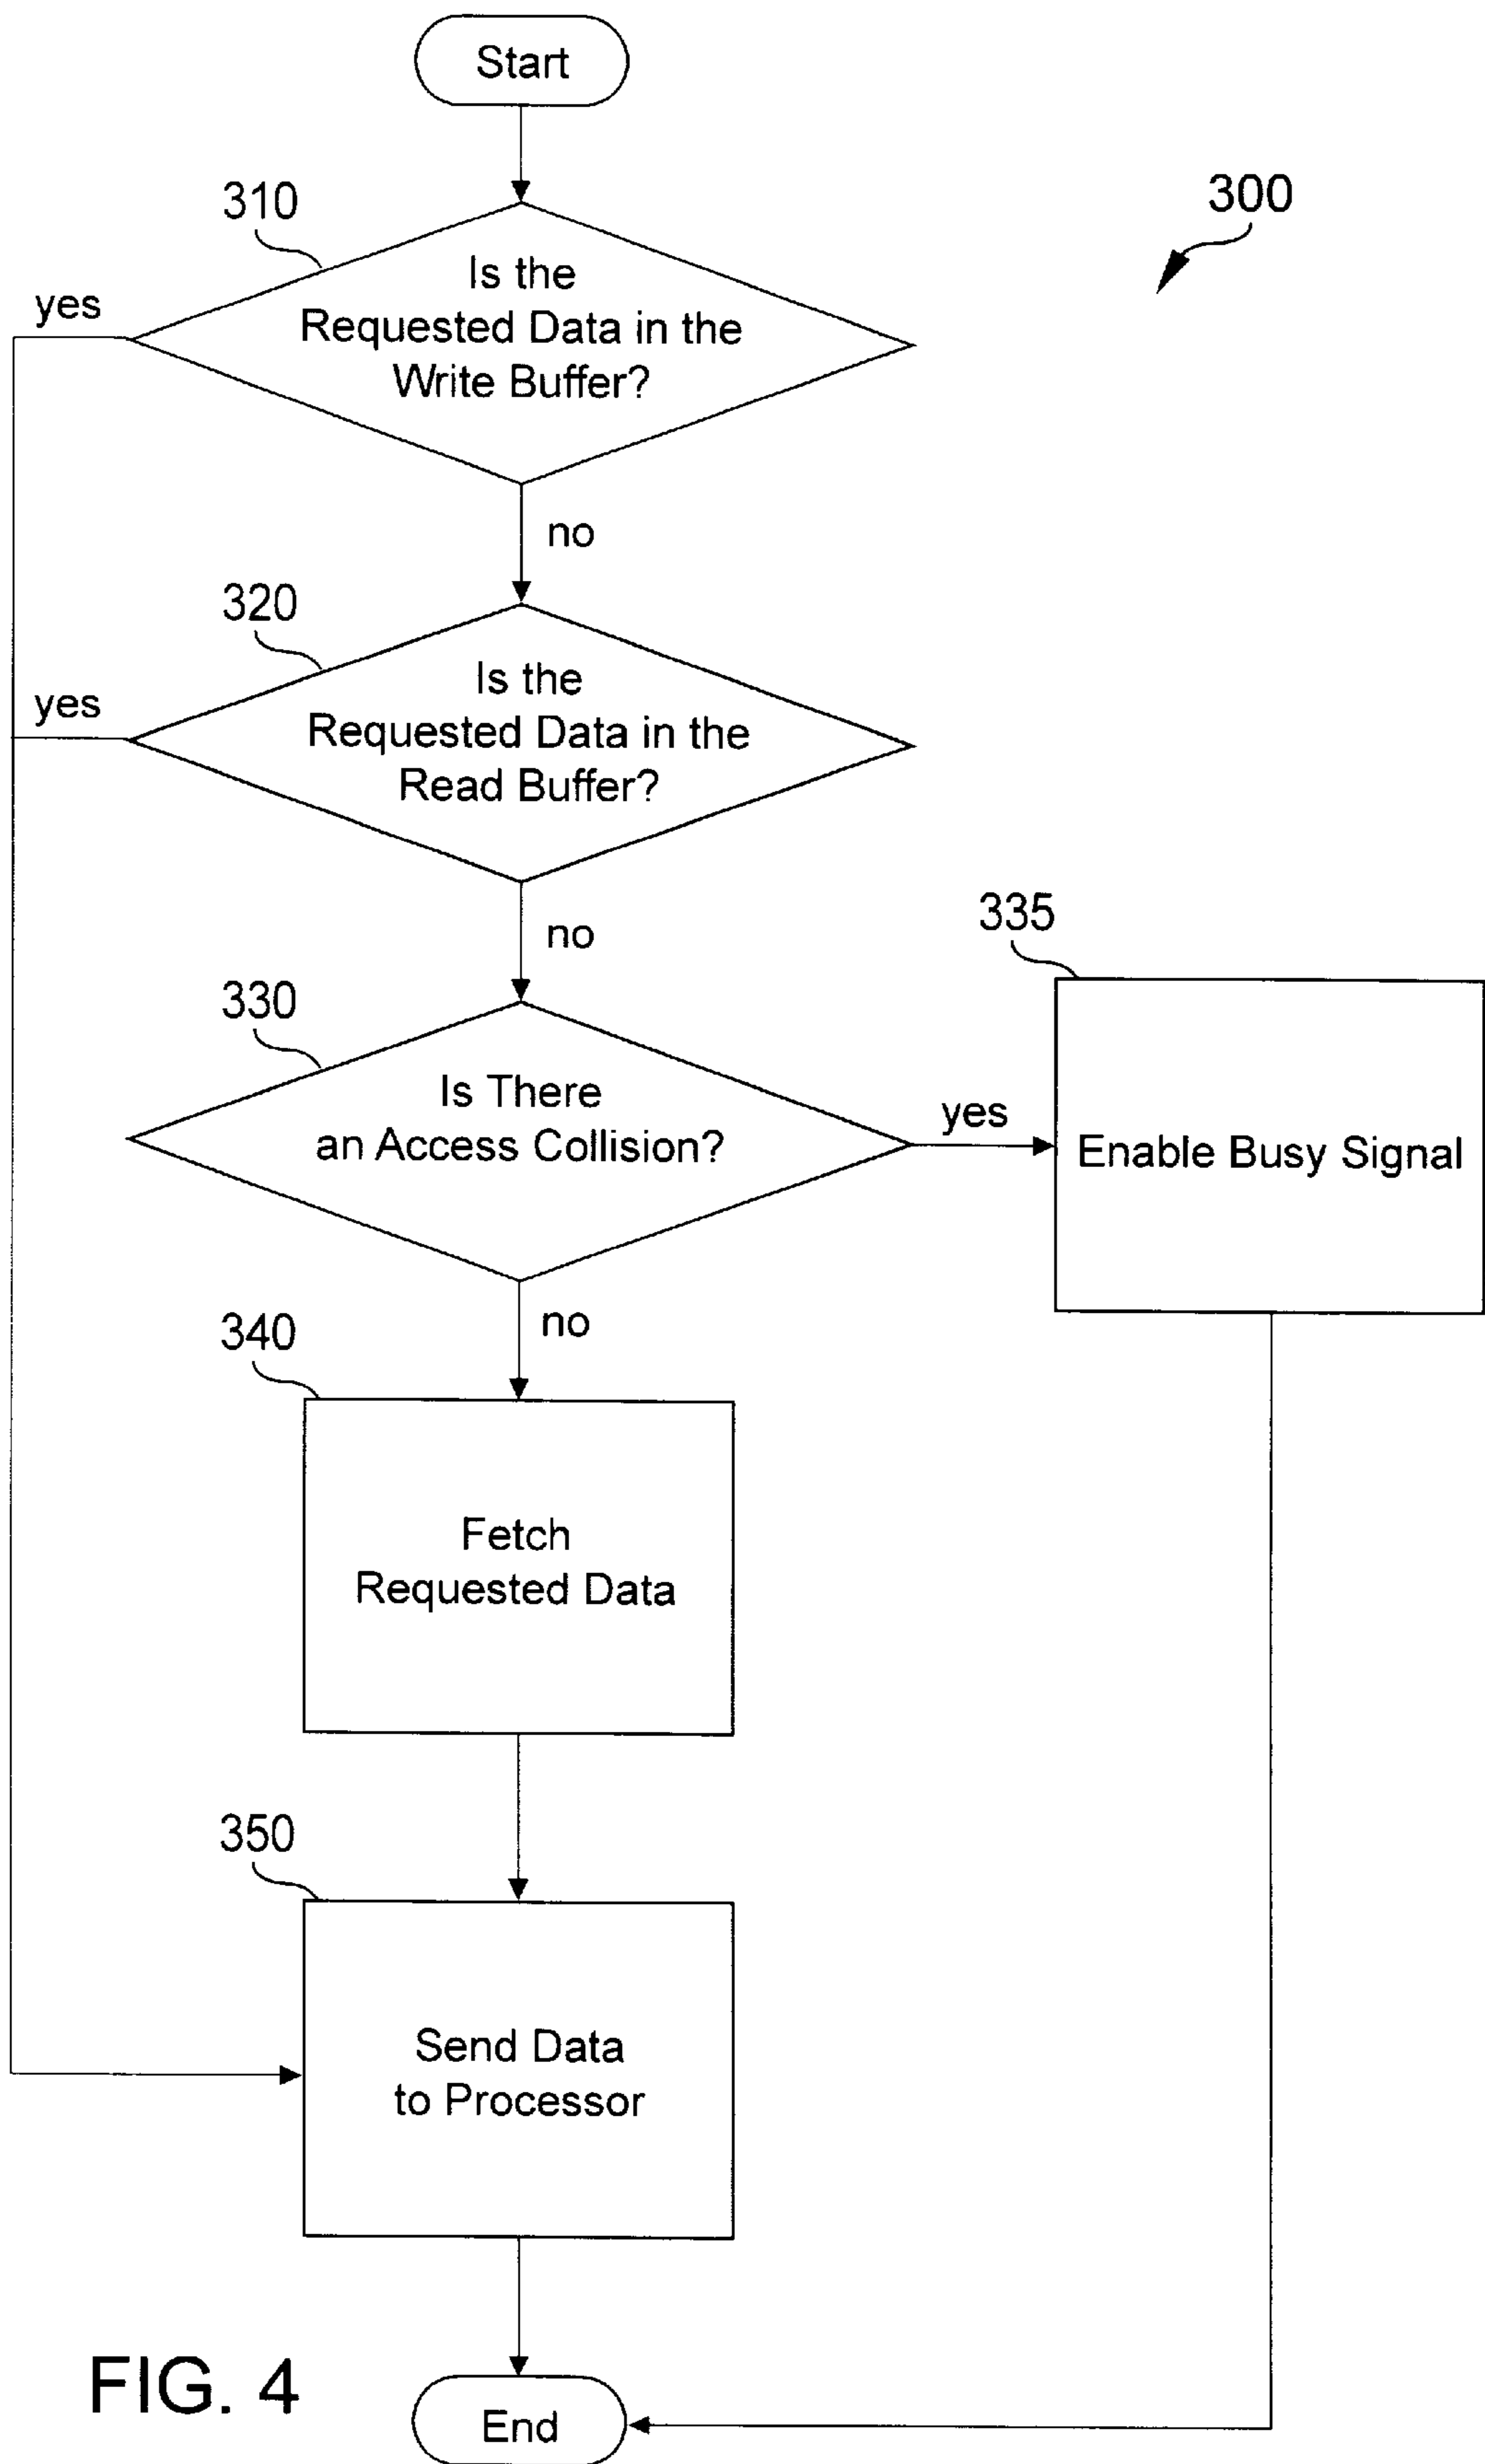 Start
300
310
Is the
Requested Data in the
Write Buffer?
yes
no
320
Is the
Requested Data in the
Read Buffer?
yes
no
330
Is There
an Access Collision?
yes
335
Enable Busy Signal
no
340
Fetch
Requested Data
350
Send Data
to Processor
End
FIG. 4